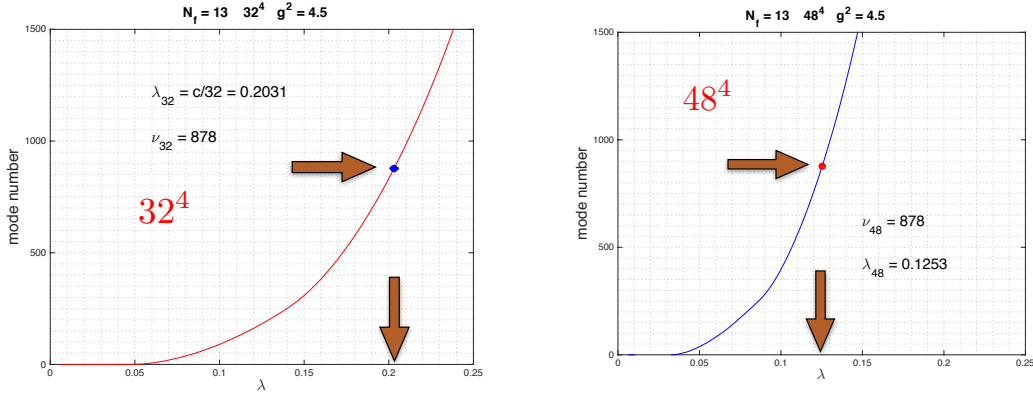 N_f = 13 32^4 g^2 = 4.5
1500
1000
500
0
mode number
λ_32 = c/32 = 0.2031
ν_32 = 878
32^4
0
0.05
0.1
0.15
0.2
0.25
λ
N_f = 13 48^4 g^2 = 4.5
1500
1000
500
0
mode number
48^4
ν_48 = 878
λ_48 = 0.1253
0
0.05
0.1
0.15
0.2
0.25
λ